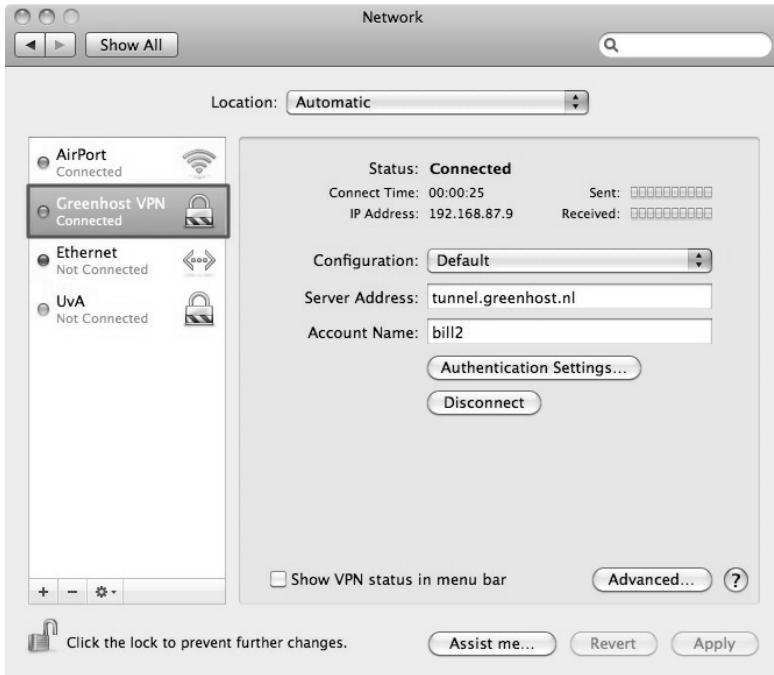 Network
Show All
Location: Automatic
AirPort
Connected
Greenhost VPN
Connected
Ethernet
Not Connected
UvA
Not Connected
Status: Connected
Connect Time: 00:00:25 Sent:
IP Address: 192.168.87.9 Received:
Configuration: Default
Server Address: tunnel.greenhost.nl
Account Name: bill2
Authentication Settings...
Disconnect
Show VPN status in menu bar
Advanced... ?
+ −
Click the lock to prevent further changes.
Assist me... Revert Apply